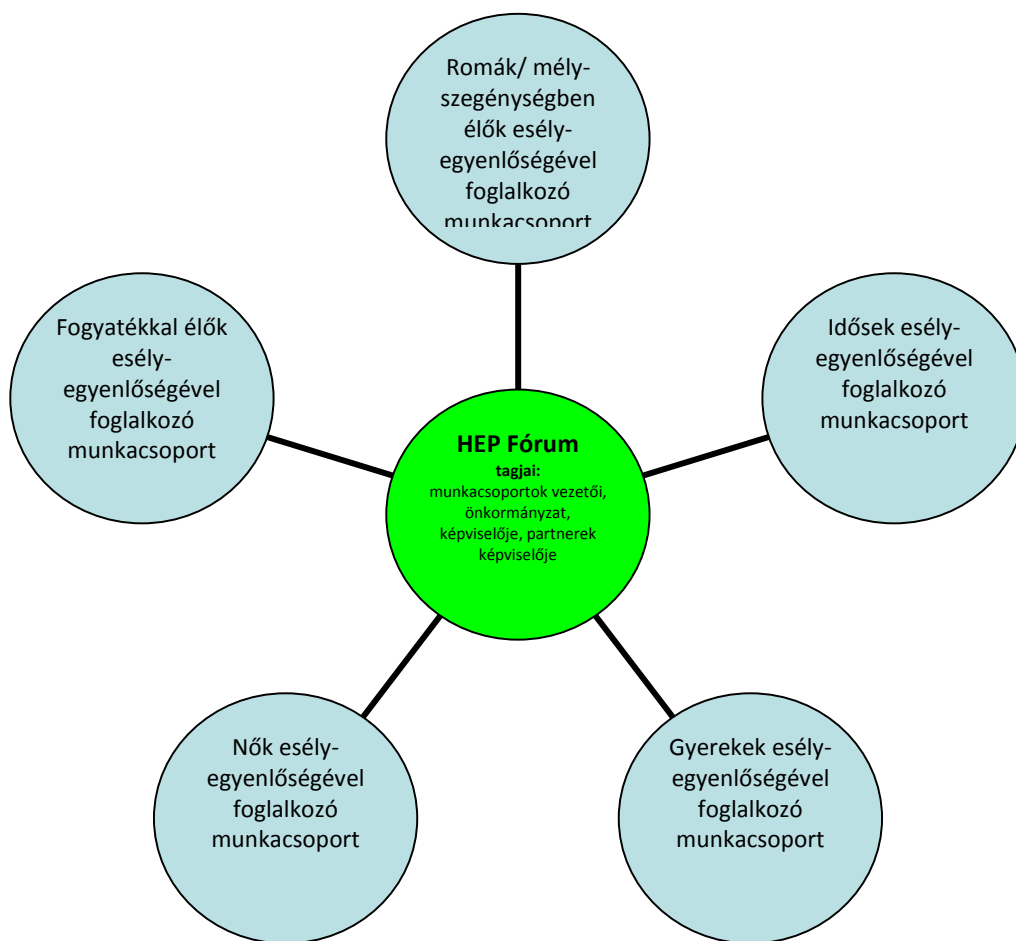 Romák/ mély-
szegénységben
élők esély-
egyenlőségével
foglalkozó
munkacsoport
Fogyatékkal élők
esély-
egyenlőségével
foglalkozó
munkacsoport
Idősek esély-
egyenlőségével
foglalkozó
munkacsoport
HEP Fórum
tagjai:
munkacsoportok vezetői,
önkormányzat,
képviselője, partnerek
képviselője
Nők esély-
egyenlőségével
foglalkozó
munkacsoport
Gyerekek esély-
egyenlőségével
foglalkozó
munkacsoport